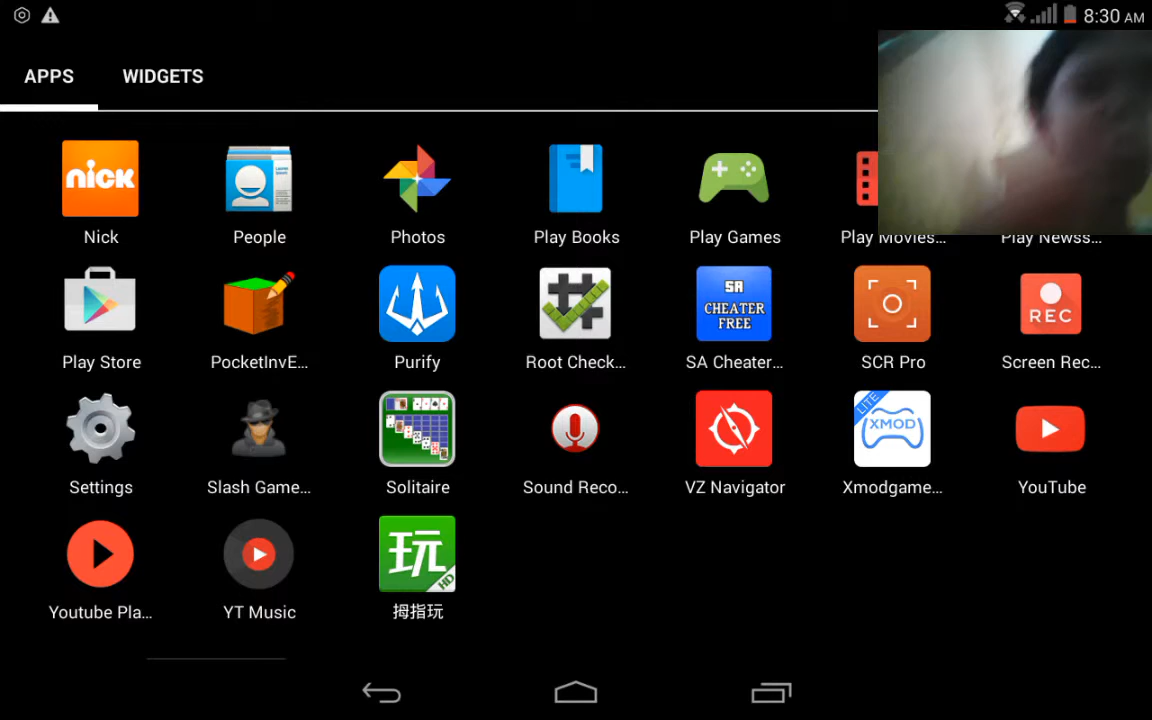 8:30 AM
APPS WIDGETS
nick
Nick People Photos Play Books Play Games Play Movies... Play Newss...
SA
CHEATER
FREE
REC
Play Store PocketInvE... Purify Root Check... SA Cheater... SCR Pro Screen Rec...
LITE
XMOD
Settings Slash Game... Solitaire Sound Reco... VZ Navigator Xmodgame... YouTube
玩
HD
Youtube Pla... YT Music 拇指玩